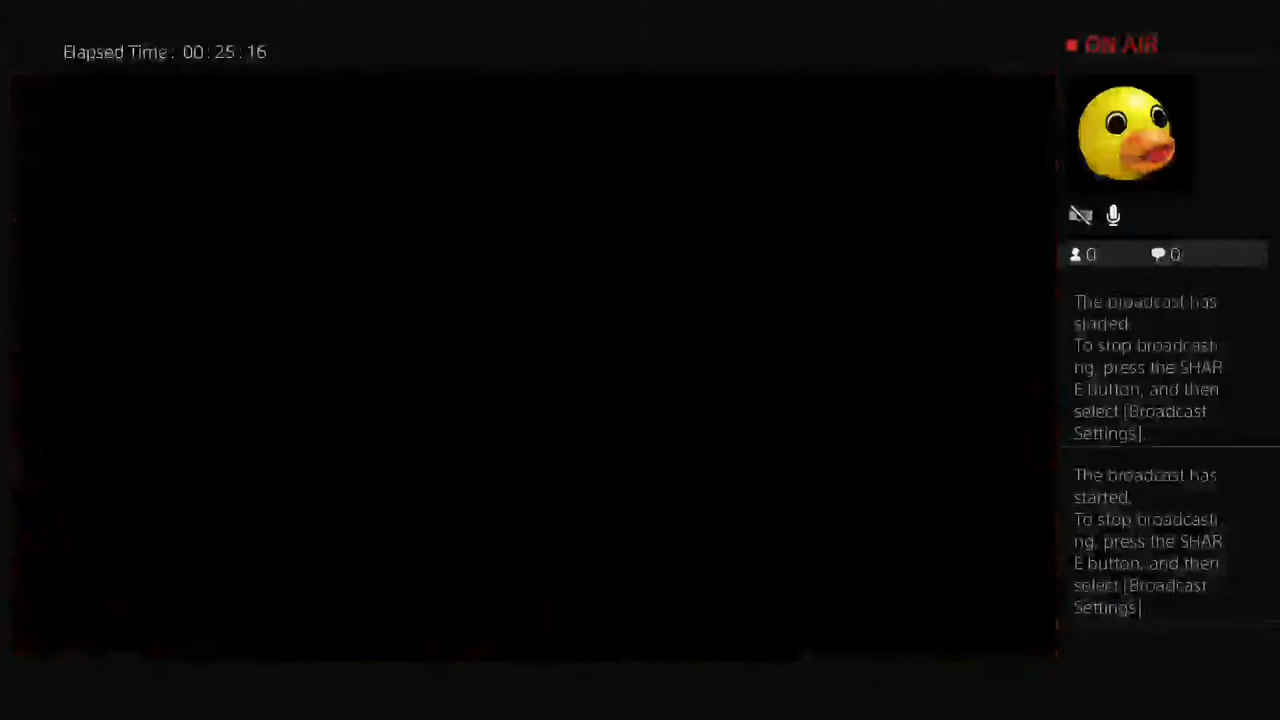 Elapsed Time : 00 : 25 : 16
ON AIR
0 0
The broadcast has
started.
To stop broadcasti
ng, press the SHAR
E button, and then
select [Broadcast
Settings].
The broadcast has
started.
To stop broadcasti
ng, press the SHAR
E button, and then
select [Broadcast
Settings].